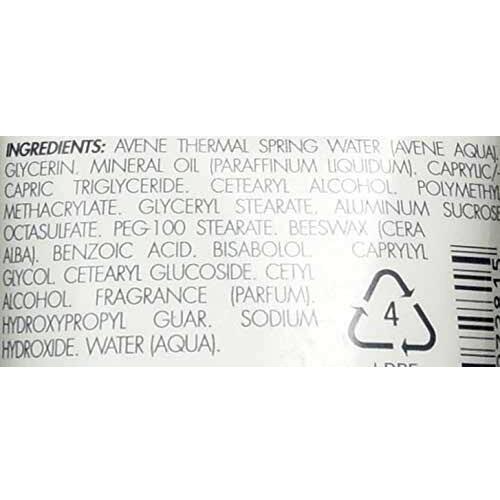 INGREDIENTS: AVENE THERMAL SPRING WATER (AVENE AQUA)
GLYCERIN. MINERAL OIL (PARAFFINUM LIQUIDUM). CAPRYLIC/
CAPRIC TRIGLYCERIDE. CETEARYL ALCOHOL. POLYMETHYL
METHACRYLATE. GLYCERYL STEARATE. ALUMINUM SUCROS
OCTASULFATE. PEG-100 STEARATE. BEESWAX (CERA
ALBA). BENZOIC ACID. BISABOLOL. CAPRYLYL
GLYCOL. CETEARYL GLUCOSIDE. CETYL
ALCOHOL. FRAGRANCE (PARFUM).
HYDROXYPROPYL GUAR. SODIUM
HYDROXIDE. WATER (AQUA).
4